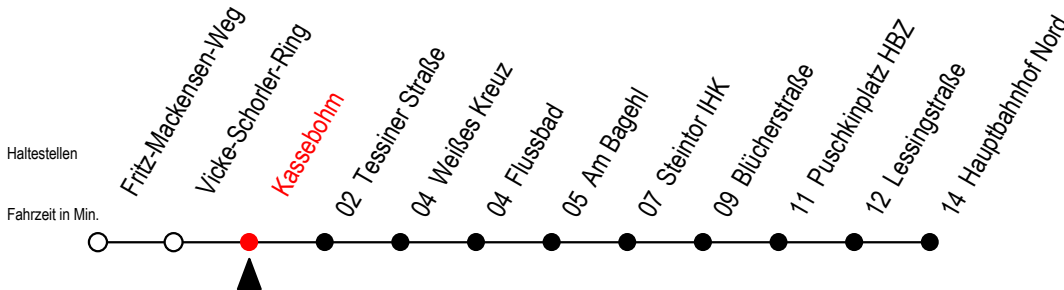 Haltestellen
Fahrzeit in Min.
Fritz-Mackensen-Weg
Vicke-Schorler-Ring
Kassebohm
02 Tessiner Straße
04 Weißes Kreuz
04 Flussbad
05 Am Bagehl
07 Steintor IHK
09 Blücherstraße
11 Puschkinplatz HBZ
12 Lessingstraße
14 Hauptbahnhof Nord